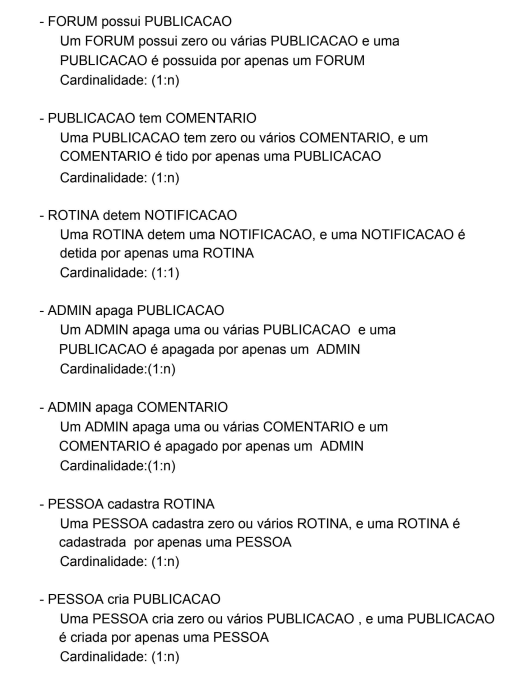 - FORUM possui PUBLICACAO
Um FORUM possui zero ou várias PUBLICACAO e uma
PUBLICACAO é possuida por apenas um FORUM
Cardinalidade: (1:n)
- PUBLICACAO tem COMENTARIO
Uma PUBLICACAO tem zero ou vários COMENTARIO, e um
COMENTARIO é tido por apenas uma PUBLICACAO
Cardinalidade: (1:n)
- ROTINA detem NOTIFICACAO
Uma ROTINA detem uma NOTIFICACAO, e uma NOTIFICACAO é
detida por apenas uma ROTINA
Cardinalidade: (1:1)
- ADMIN apaga PUBLICACAO
Um ADMIN apaga uma ou várias PUBLICACAO  e uma
PUBLICACAO é apagada por apenas um  ADMIN
Cardinalidade:(1:n)
- ADMIN apaga COMENTARIO
Um ADMIN apaga uma ou várias COMENTARIO e um
COMENTARIO é apagado por apenas um  ADMIN
Cardinalidade:(1:n)
- PESSOA cadastra ROTINA
Uma PESSOA cadastra zero ou vários ROTINA, e uma ROTINA é
cadastrada  por apenas uma PESSOA
Cardinalidade: (1:n)
- PESSOA cria PUBLICACAO
Uma PESSOA cria zero ou vários PUBLICACAO , e uma PUBLICACAO
é criada por apenas uma PESSOA
Cardinalidade: (1:n)